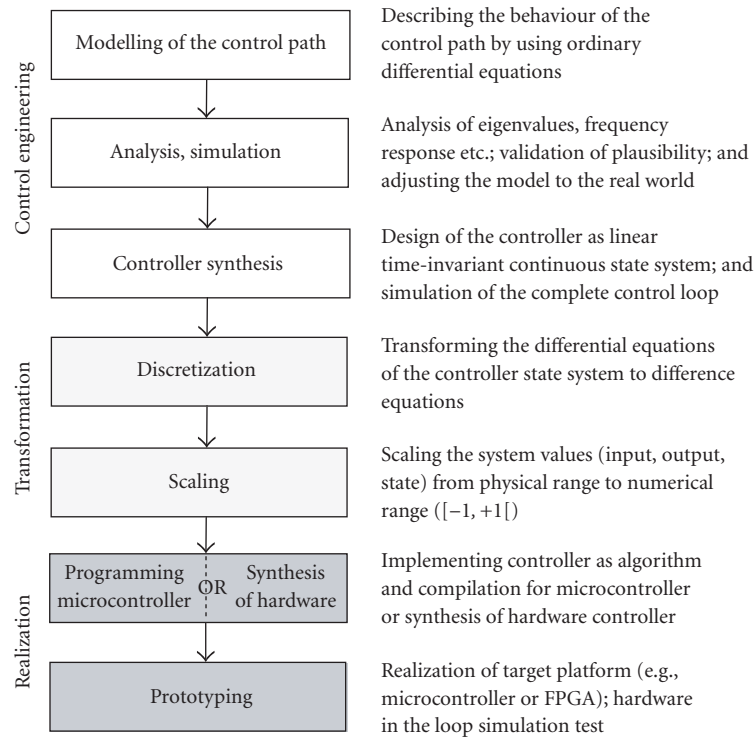 Control engineering
Modelling of the control path
Describing the behaviour of the
control path by using ordinary
differential equations
Analysis, simulation
Analysis of eigenvalues, frequency
response etc.; validation of plausibility; and
adjusting the model to the real world
Controller synthesis
Design of the controller as linear
time-invariant continuous state system; and
simulation of the complete control loop
Transformation
Discretization
Transforming the differential equations
of the controller state system to difference
equations
Scaling
Scaling the system values (input, output,
state) from physical range to numerical
range ([−1, +1[)
Realization
Programming
microcontroller
OR
Synthesis
of hardware
Implementing controller as algorithm
and compilation for microcontroller
or synthesis of hardware controller
Prototyping
Realization of target platform (e.g.,
microcontroller or FPGA); hardware
in the loop simulation test